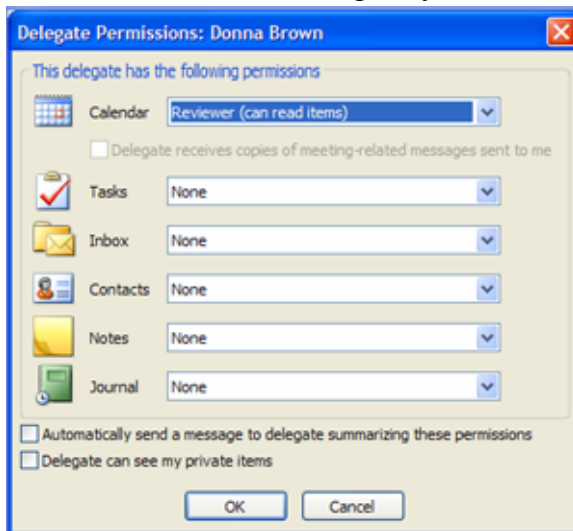 Delegate Permissions: Donna Brown
This delegate has the following permissions
Calendar Reviewer (can read items)
Delegate receives copies of meeting-related messages sent to me
Tasks None
Inbox None
Contacts None
Notes None
Journal None
Automatically send a message to delegate summarizing these permissions
Delegate can see my private items
OK Cancel